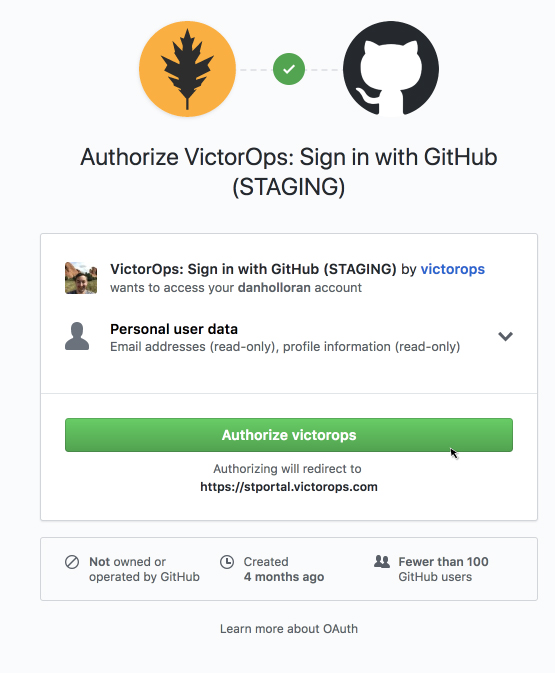 Authorize VictorOps: Sign in with GitHub
(STAGING)
VictorOps: Sign in with GitHub (STAGING) by victorops
wants to access your danholloran account
Personal user data
Email addresses (read-only), profile information (read-only)
Authorize victorops
Authorizing will redirect to
https://stportal.victorops.com
Not owned or
operated by GitHub
Created
4 months ago
Fewer than 100
GitHub users
Learn more about OAuth